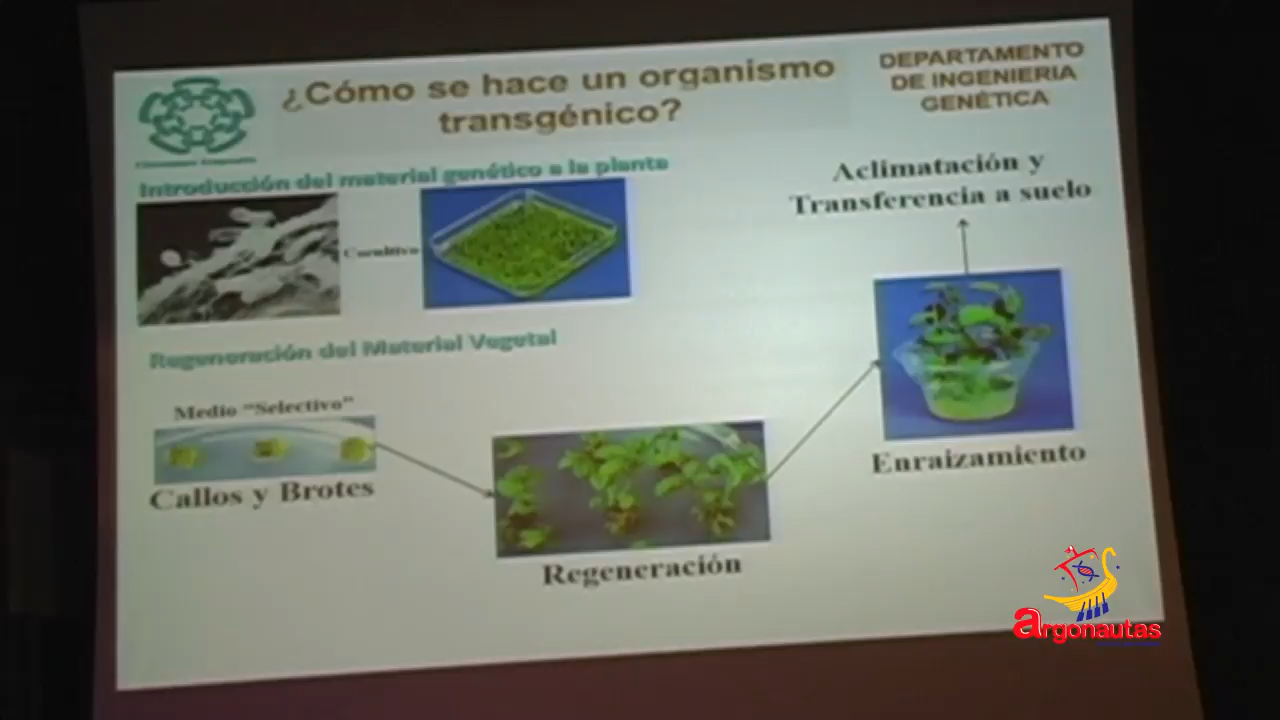 ¿Cómo se hace un organismo
transgénico?
DEPARTAMENTO
DE INGENIERIA
GENÉTICA
Introducción del material genético a la planta
Cocultivo
Aclimatación y
Transferencia a suelo
Regeneración del Material Vegetal
Medio "Selectivo"
Callos y Brotes
Regeneración
Enraizamiento
argonautas